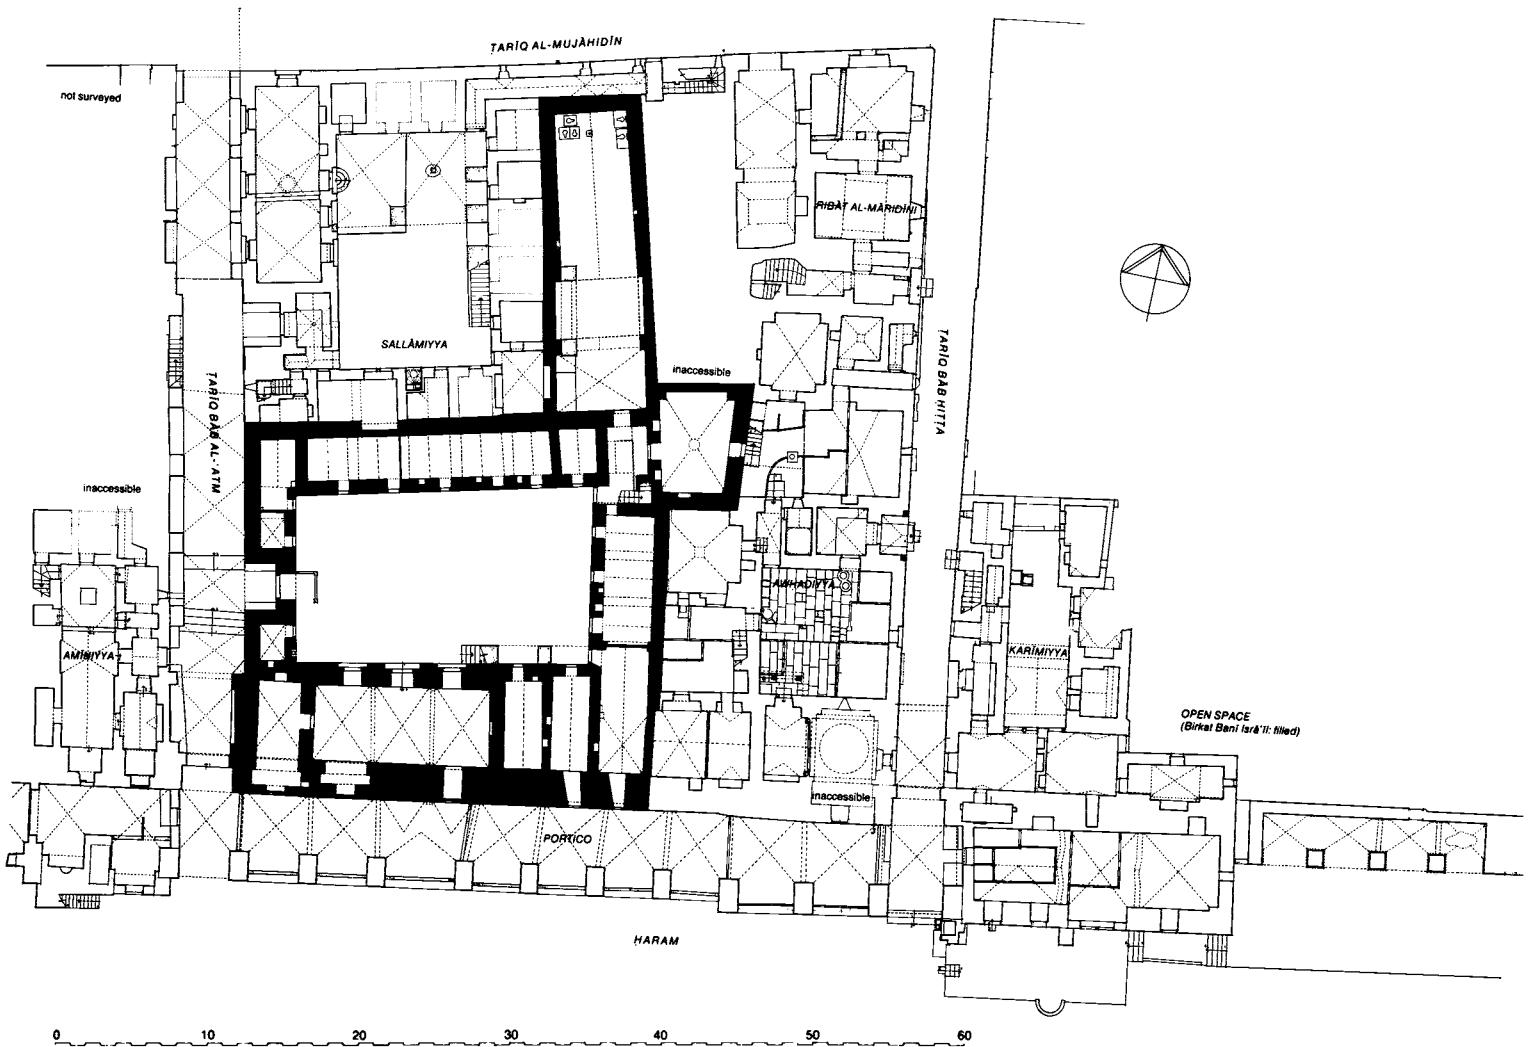 ṬARĪQ AL-MUJĀHIDĪN
not surveyed
RIBĀṬ AL-MĀRIDĪNĪ
SALLĀMIYYA
ṬARĪQ BĀB ḤIṬṬA
inaccessible
ṬARĪQ BĀB AL-ʿATM
inaccessible
AWḤADIYYA
AMĪNIYYA
KARĪMIYYA
OPEN SPACE
(Birkat Banī Isrāʾīl: filled)
inaccessible
PORTICO
ḤARAM
0 10 20 30 40 50 60